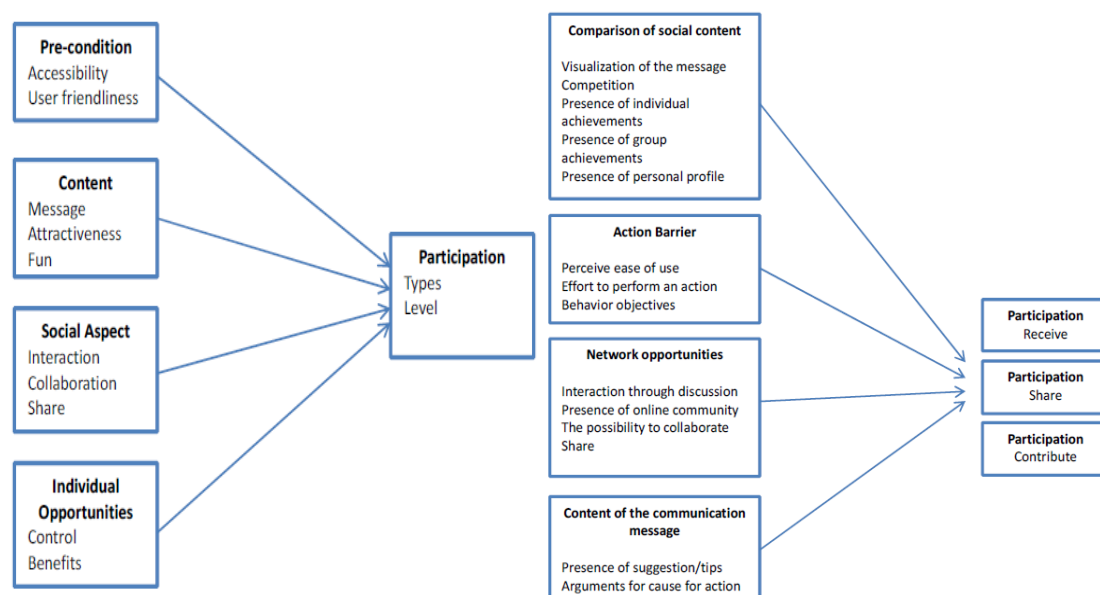 Pre-condition
Accessibility
User friendliness
Content
Message
Attractiveness
Fun
Social Aspect
Interaction
Collaboration
Share
Individual
Opportunities
Control
Benefits
Participation
Types
Level
Comparison of social content
Visualization of the message
Competition
Presence of individual
achievements
Presence of group
achievements
Presence of personal profile
Action Barrier
Perceive ease of use
Effort to perform an action
Behavior objectives
Network opportunities
Interaction through discussion
Presence of online community
The possibility to collaborate
Share
Content of the communication
message
Presence of suggestion/tips
Arguments for cause for action
Participation
Receive
Participation
Share
Participation
Contribute